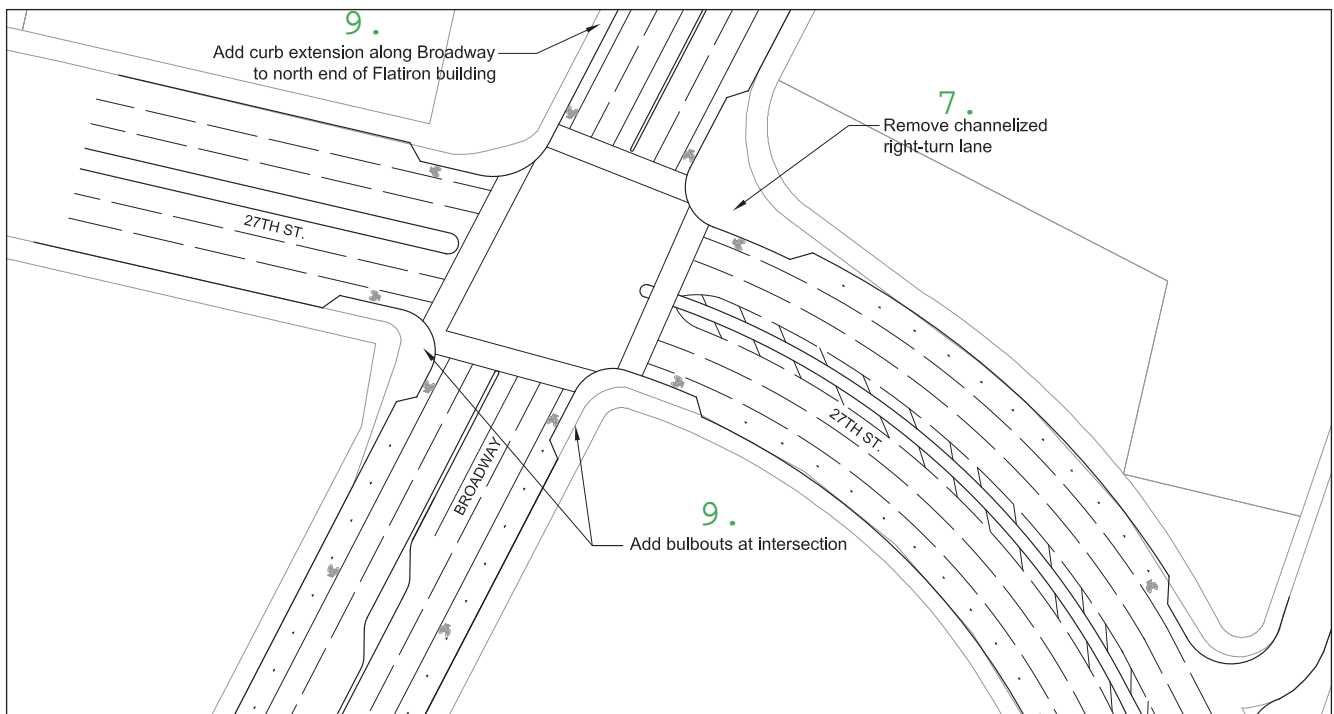 9.
Add curb extension along Broadway
to north end of Flatiron building
7.
Remove channelized
right-turn lane
27TH ST.
27TH ST.
BROADWAY
9.
Add bulbouts at intersection